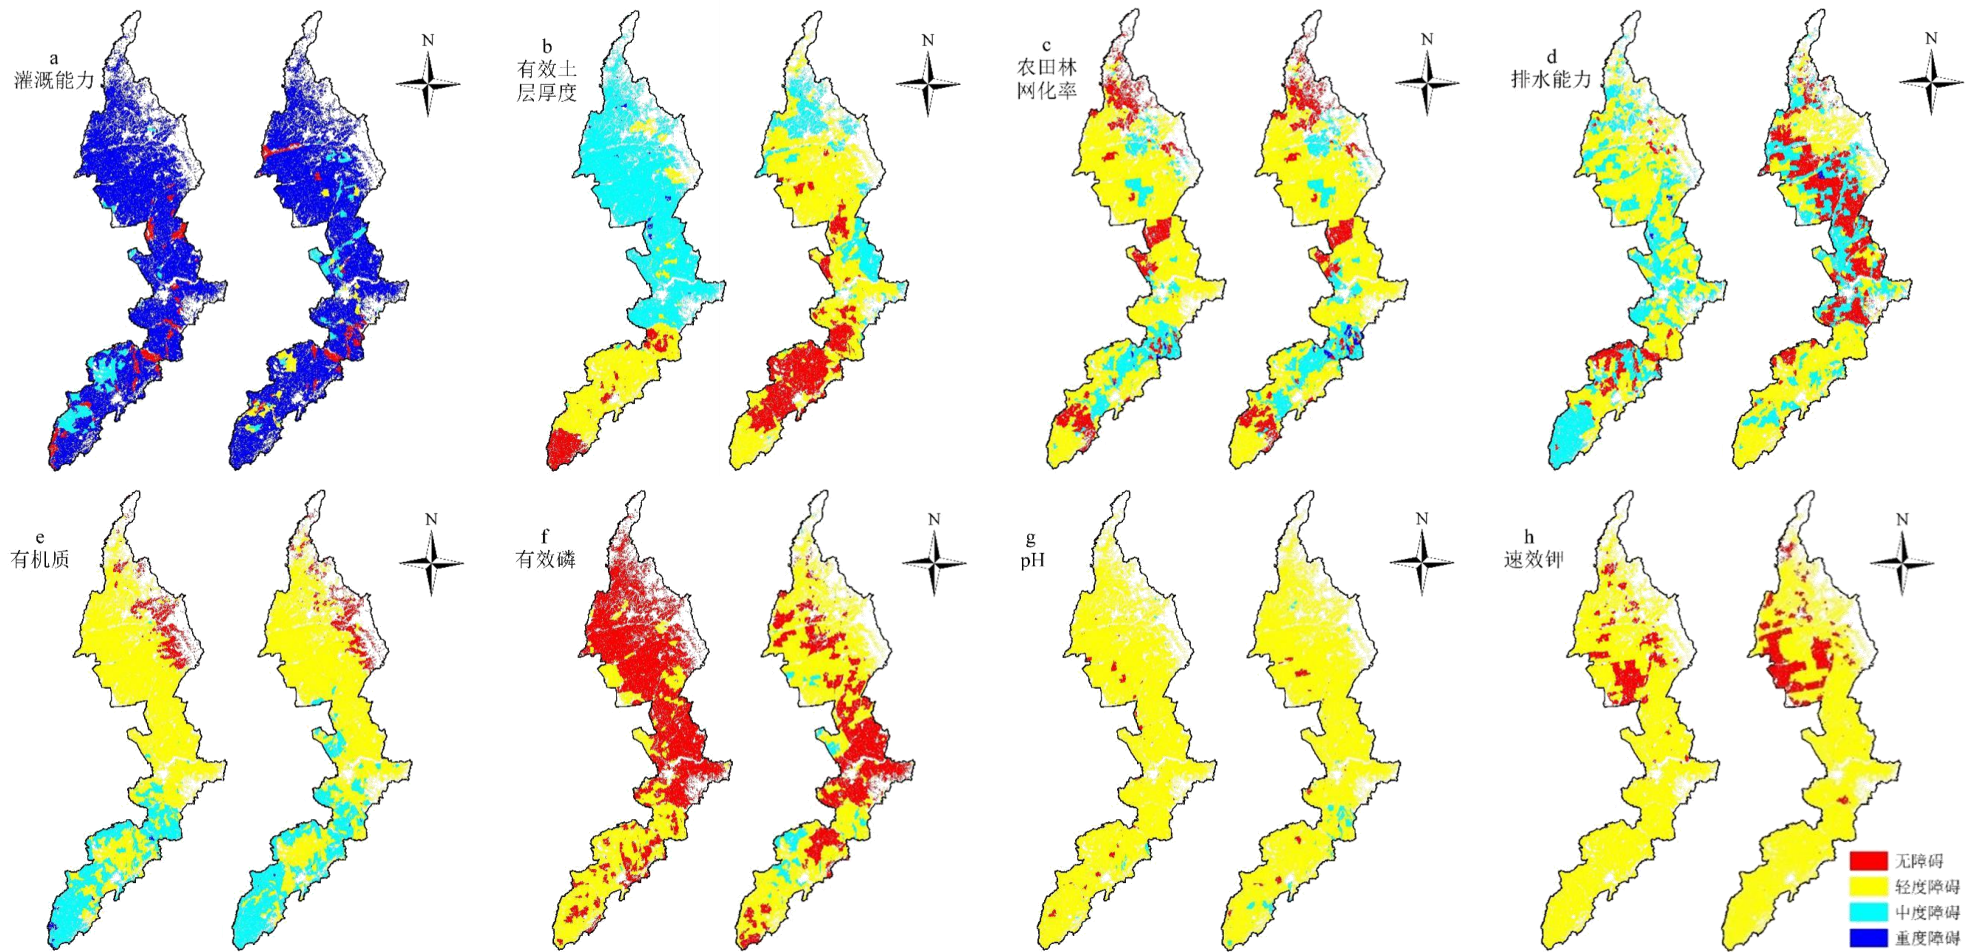 a
灌溉能力
N
b
有效土
层厚度
N
c
农田林
网化率
N
d
排水能力
N
e
有机质
N
f
有效磷
N
g
pH
N
h
速效钾
N
无障碍
轻度障碍
中度障碍
重度障碍